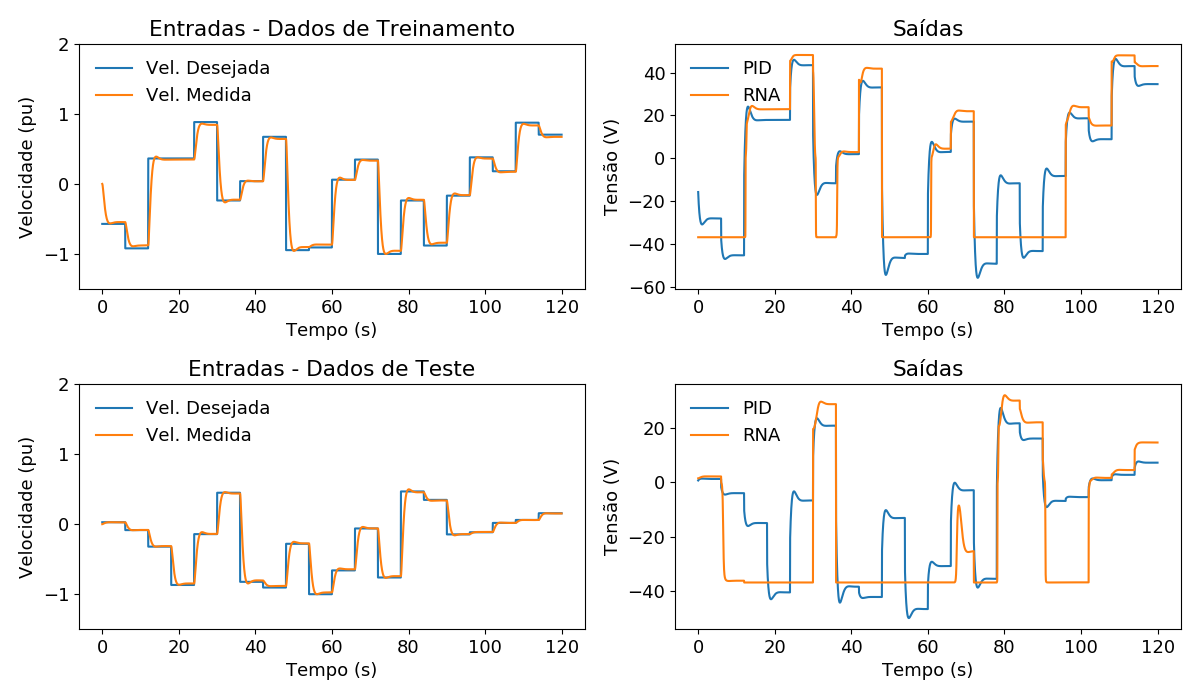 Entradas - Dados de Treinamento
Vel. Desejada
Vel. Medida
Velocidade (pu)
2
1
0
−1
0 20 40 60 80 100 120
Tempo (s)
Saídas
PID
RNA
Tensão (V)
40
20
0
−20
−40
−60
0 20 40 60 80 100 120
Tempo (s)
Entradas - Dados de Teste
Vel. Desejada
Vel. Medida
Velocidade (pu)
2
1
0
−1
0 20 40 60 80 100 120
Tempo (s)
Saídas
PID
RNA
Tensão (V)
20
0
−20
−40
0 20 40 60 80 100 120
Tempo (s)